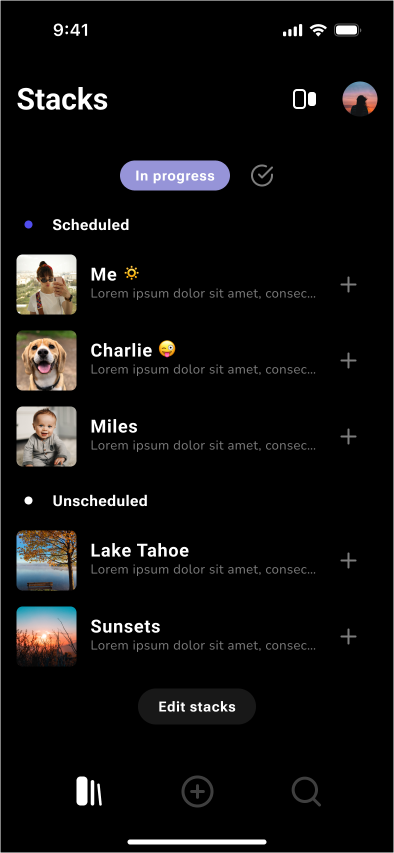 9:41
Stacks
In progress
Scheduled
Me 🔅
Lorem ipsum dolor sit amet, consec...
Charlie 😜
Lorem ipsum dolor sit amet, consec...
Miles
Lorem ipsum dolor sit amet, consec...
Unscheduled
Lake Tahoe
Lorem ipsum dolor sit amet, consec...
Sunsets
Lorem ipsum dolor sit amet, consec...
Edit stacks